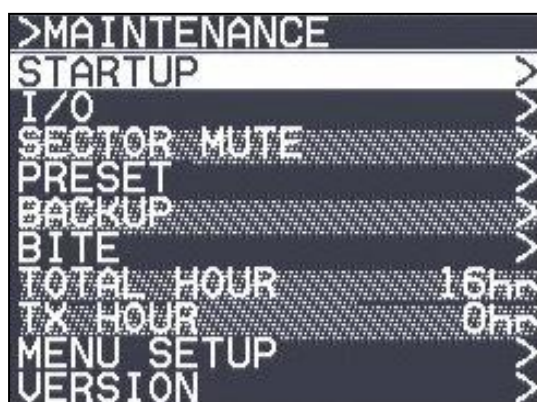 >MAINTENANCE
STARTUP >
I/O >
SECTOR MUTE >
PRESET >
BACKUP >
BITE >
TOTAL HOUR 16hr
TX HOUR 0hr
MENU SETUP >
VERSION >